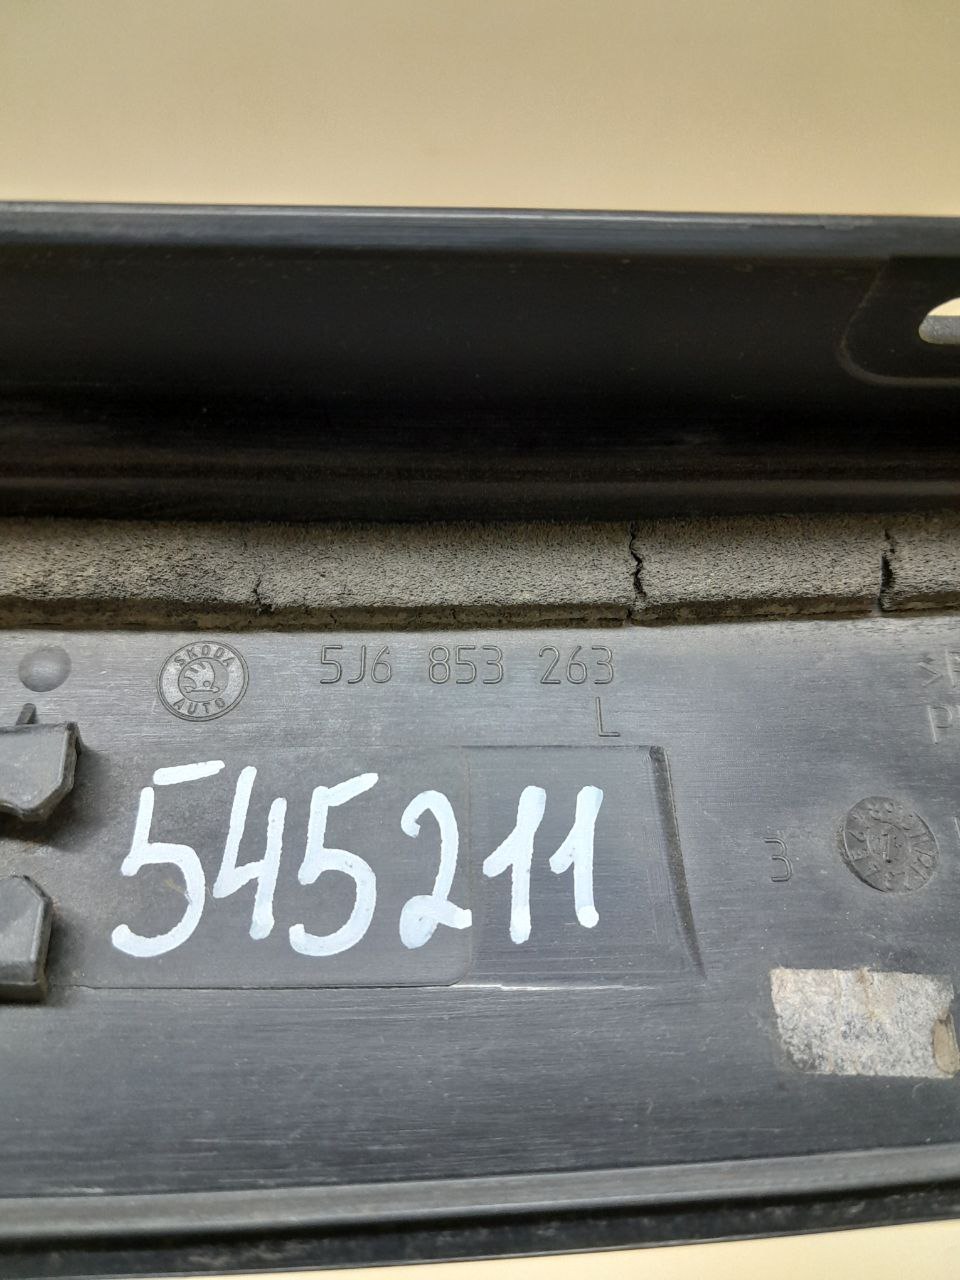 SKODA
AUTO
5J6 853 263
L
545211
3